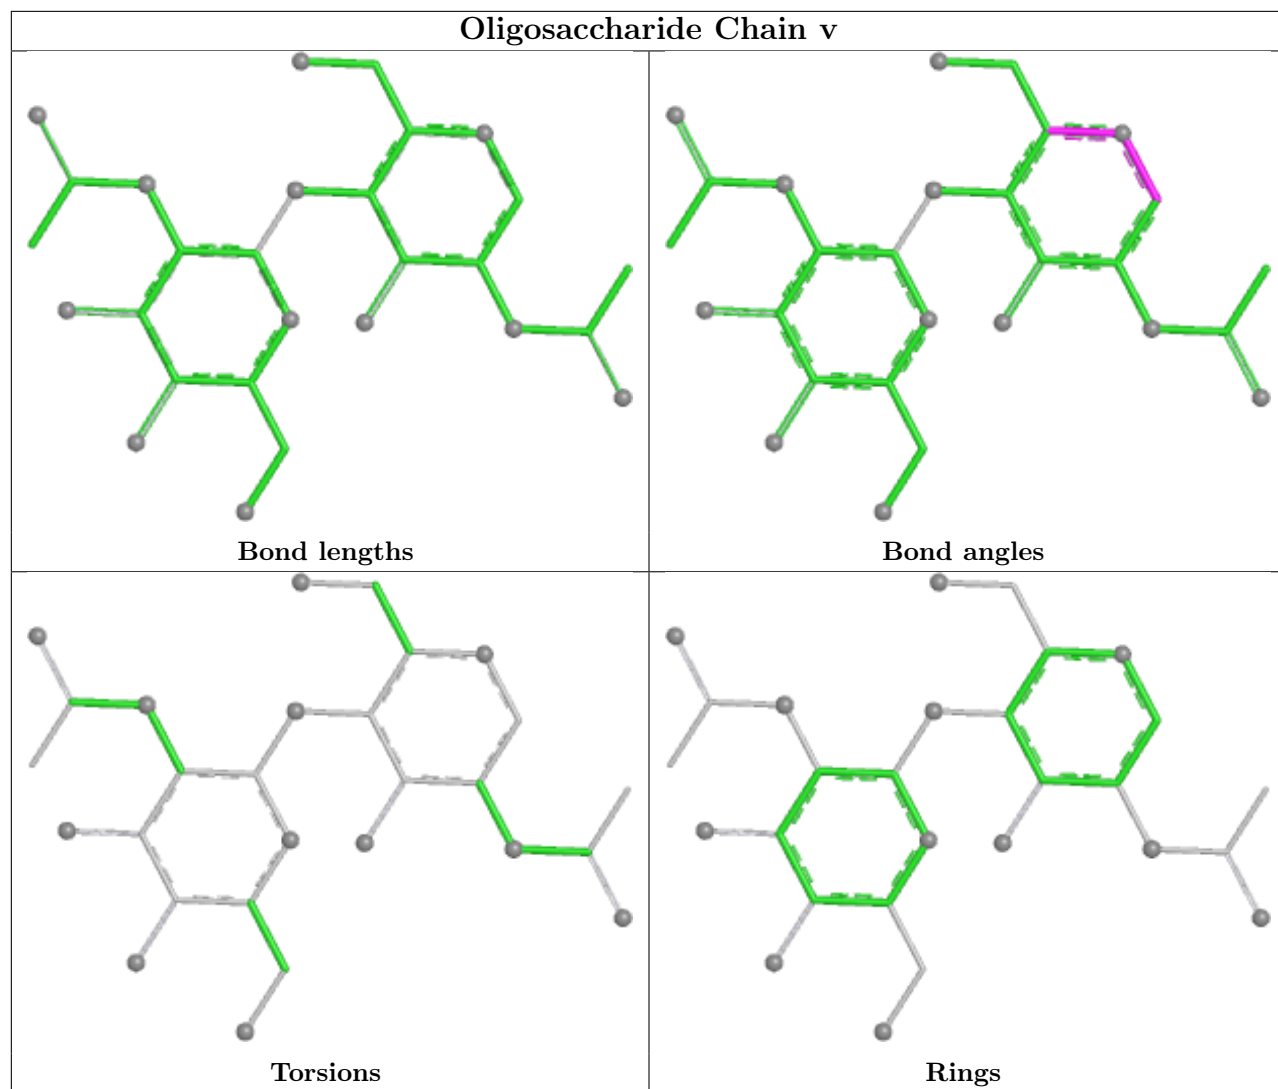 Oligosaccharide Chain v
Bond lengths
Bond angles
Torsions
Rings